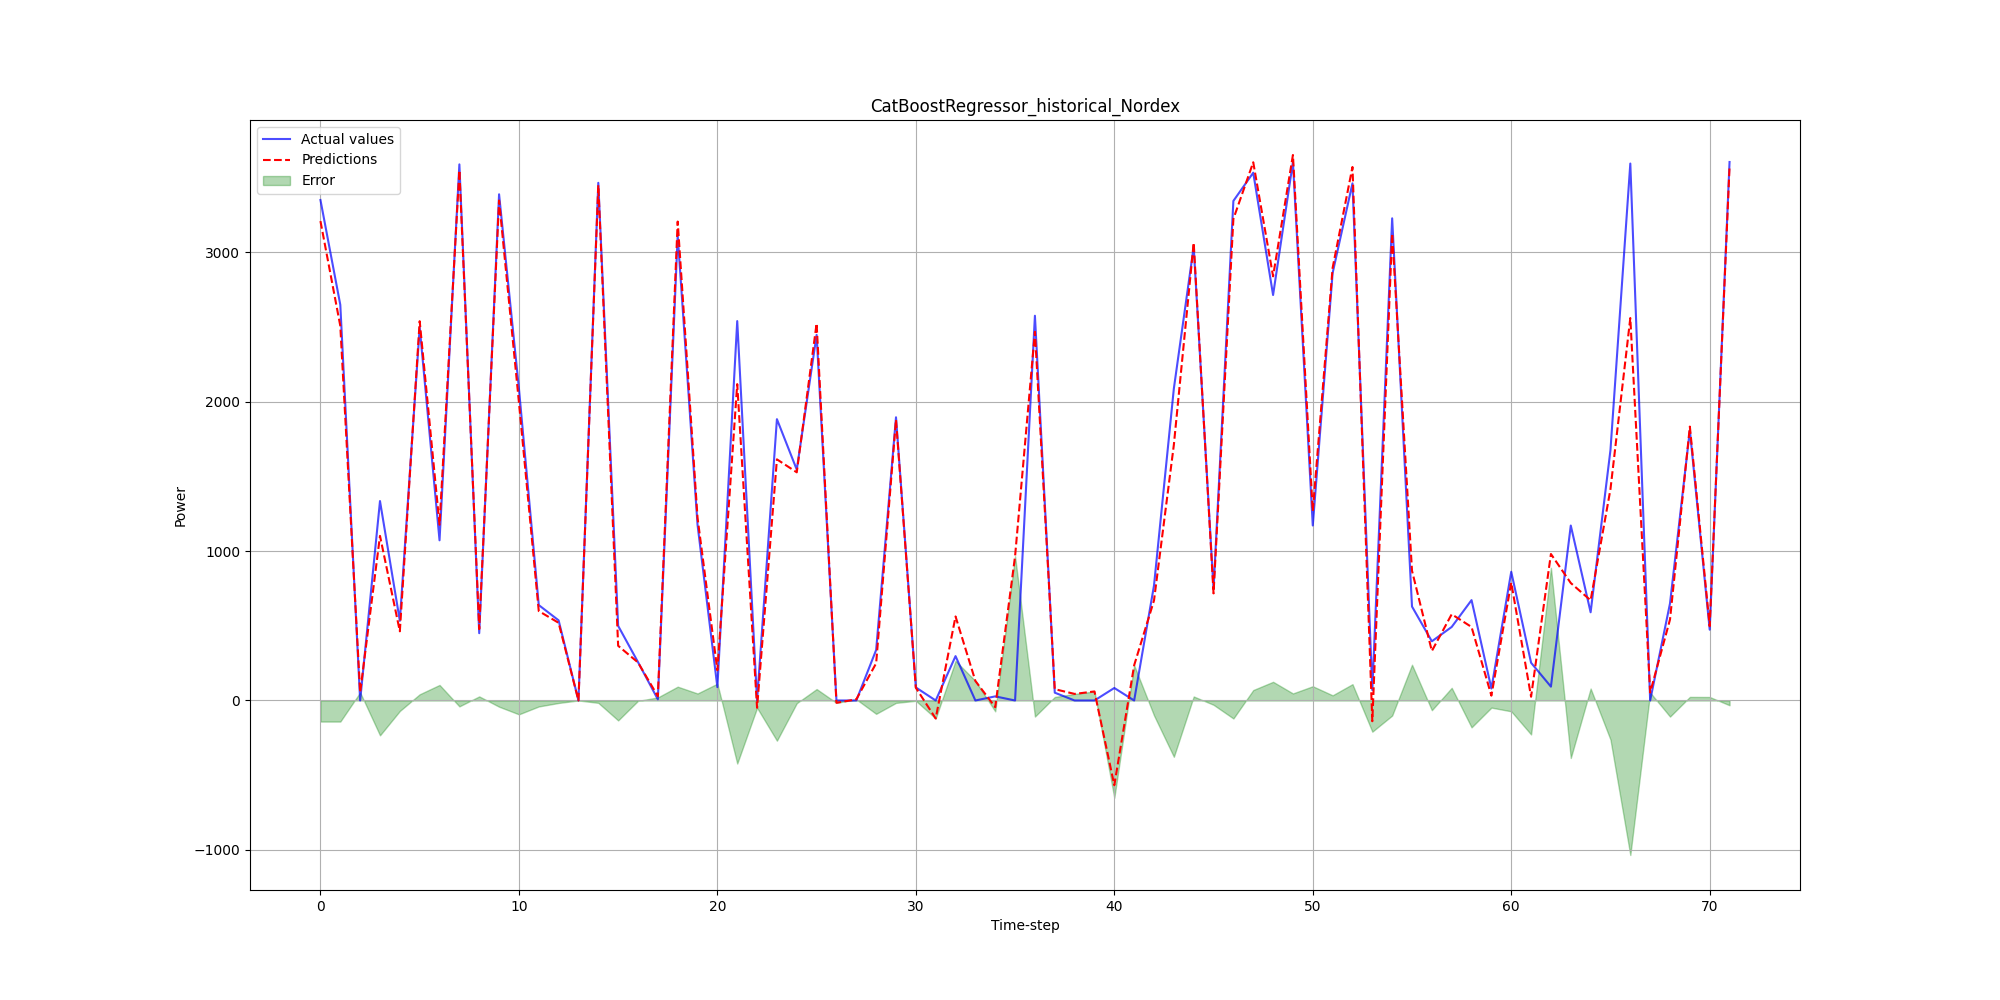 CatBoostRegressor_historical_Nordex
Actual values
Predictions
Error
3000
2000
1000
0
−1000
Power
0 10 20 30 40 50 60 70
Time-step